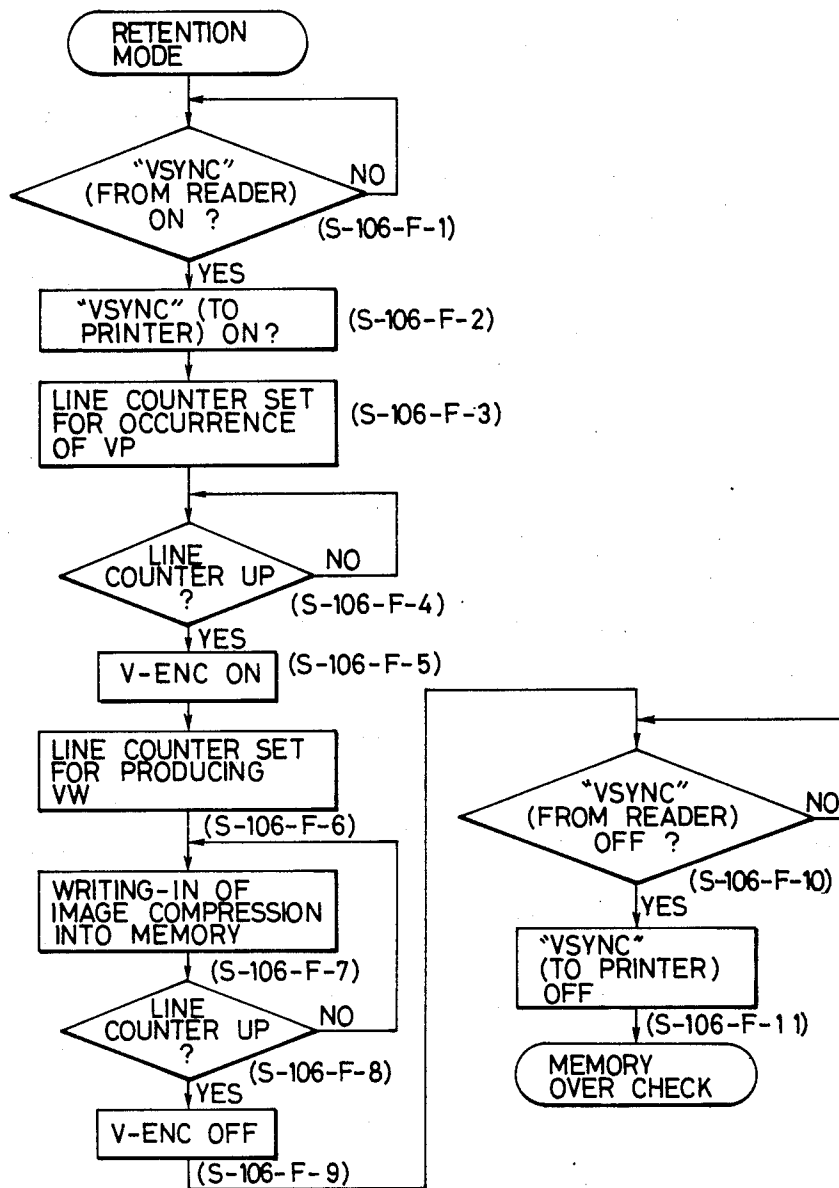 RETENTION
MODE
"VSYNC"
(FROM READER)
ON ?
NO
(S-106-F-1)
YES
"VSYNC" (TO
PRINTER) ON?
(S-106-F-2)
LINE COUNTER SET
FOR OCCURRENCE
OF VP
(S-106-F-3)
LINE
COUNTER UP
?
NO
(S-106-F-4)
YES
V-ENC ON
(S-106-F-5)
LINE COUNTER SET
FOR PRODUCING
VW
(S-106-F-6)
WRITING-IN OF
IMAGE COMPRESSION
INTO MEMORY
(S-106-F-7)
LINE
COUNTER UP
?
NO
(S-106-F-8)
YES
V-ENC OFF
(S-106-F-9)
"VSYNC"
(FROM READER)
OFF ?
NO
(S-106-F-10)
YES
"VSYNC"
(TO PRINTER)
OFF
(S-106-F-11)
MEMORY
OVER CHECK